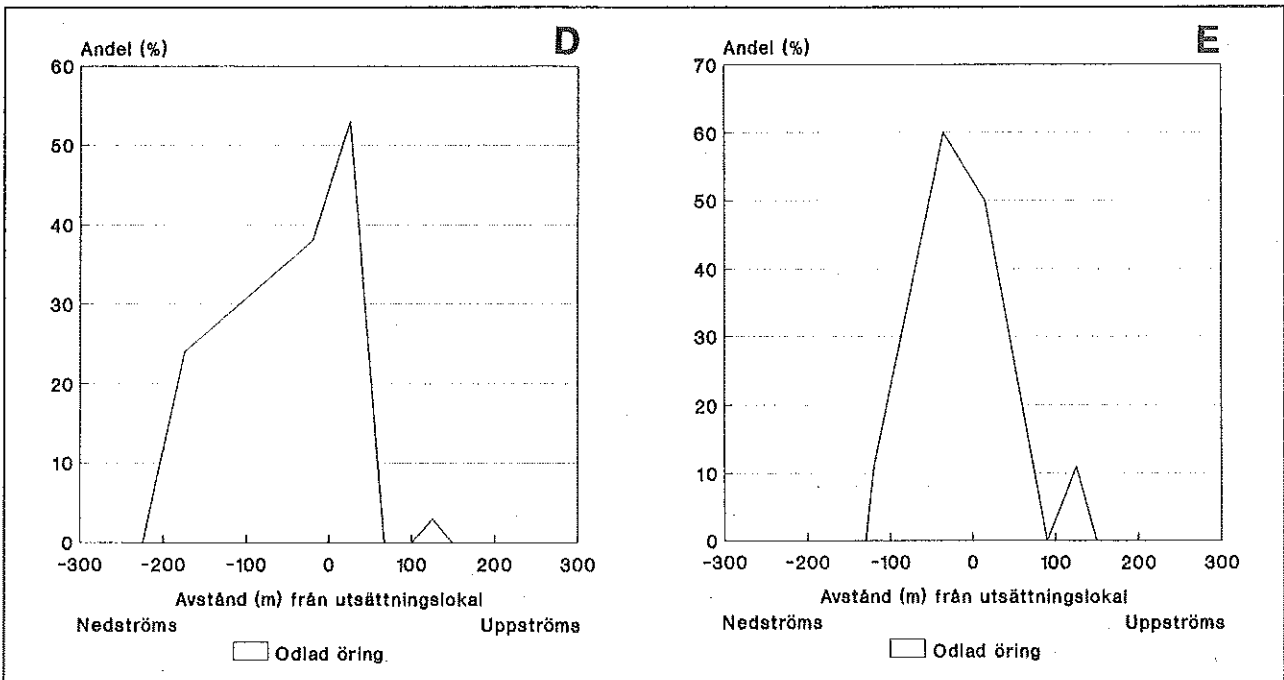 Andel (%)
D
60
50
40
30
20
10
0
-300 -200 -100 0 100 200 300
Avstånd (m) från utsättningslokal
Nedströms Uppströms
Odlad öring
Andel (%)
E
70
60
50
40
30
20
10
0
-300 -200 -100 0 100 200 300
Avstånd (m) från utsättningslokal
Nedströms Uppströms
Odlad öring